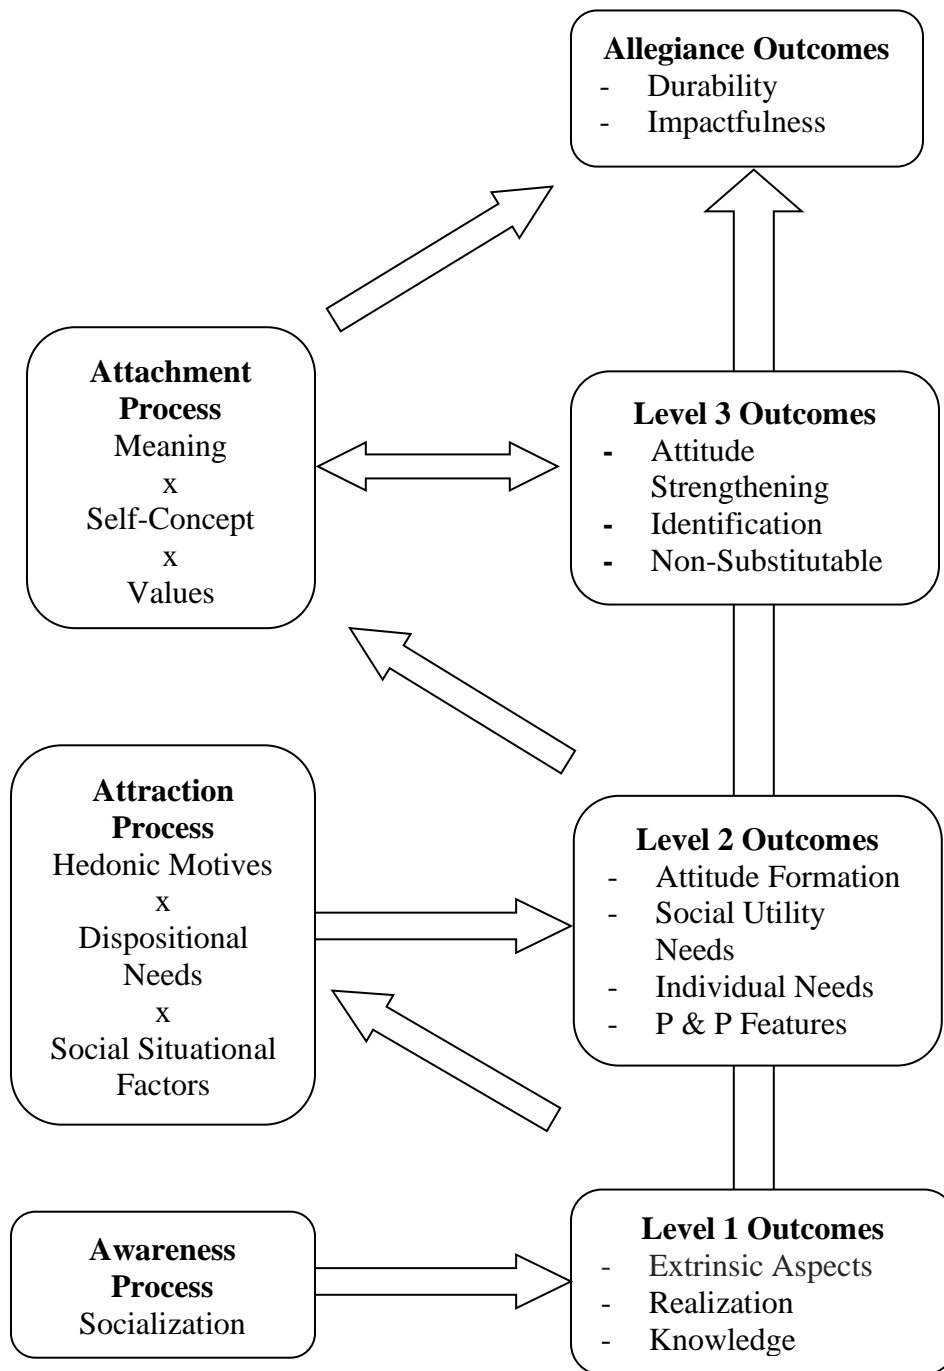 Allegiance Outcomes
- Durability
- Impactfulness
Attachment
Process
Meaning
x
Self-Concept
x
Values
Level 3 Outcomes
- Attitude
Strengthening
- Identification
- Non-Substitutable
Attraction
Process
Hedonic Motives
x
Dispositional
Needs
x
Social Situational
Factors
Level 2 Outcomes
- Attitude Formation
- Social Utility
Needs
- Individual Needs
- P & P Features
Awareness
Process
Socialization
Level 1 Outcomes
- Extrinsic Aspects
- Realization
- Knowledge